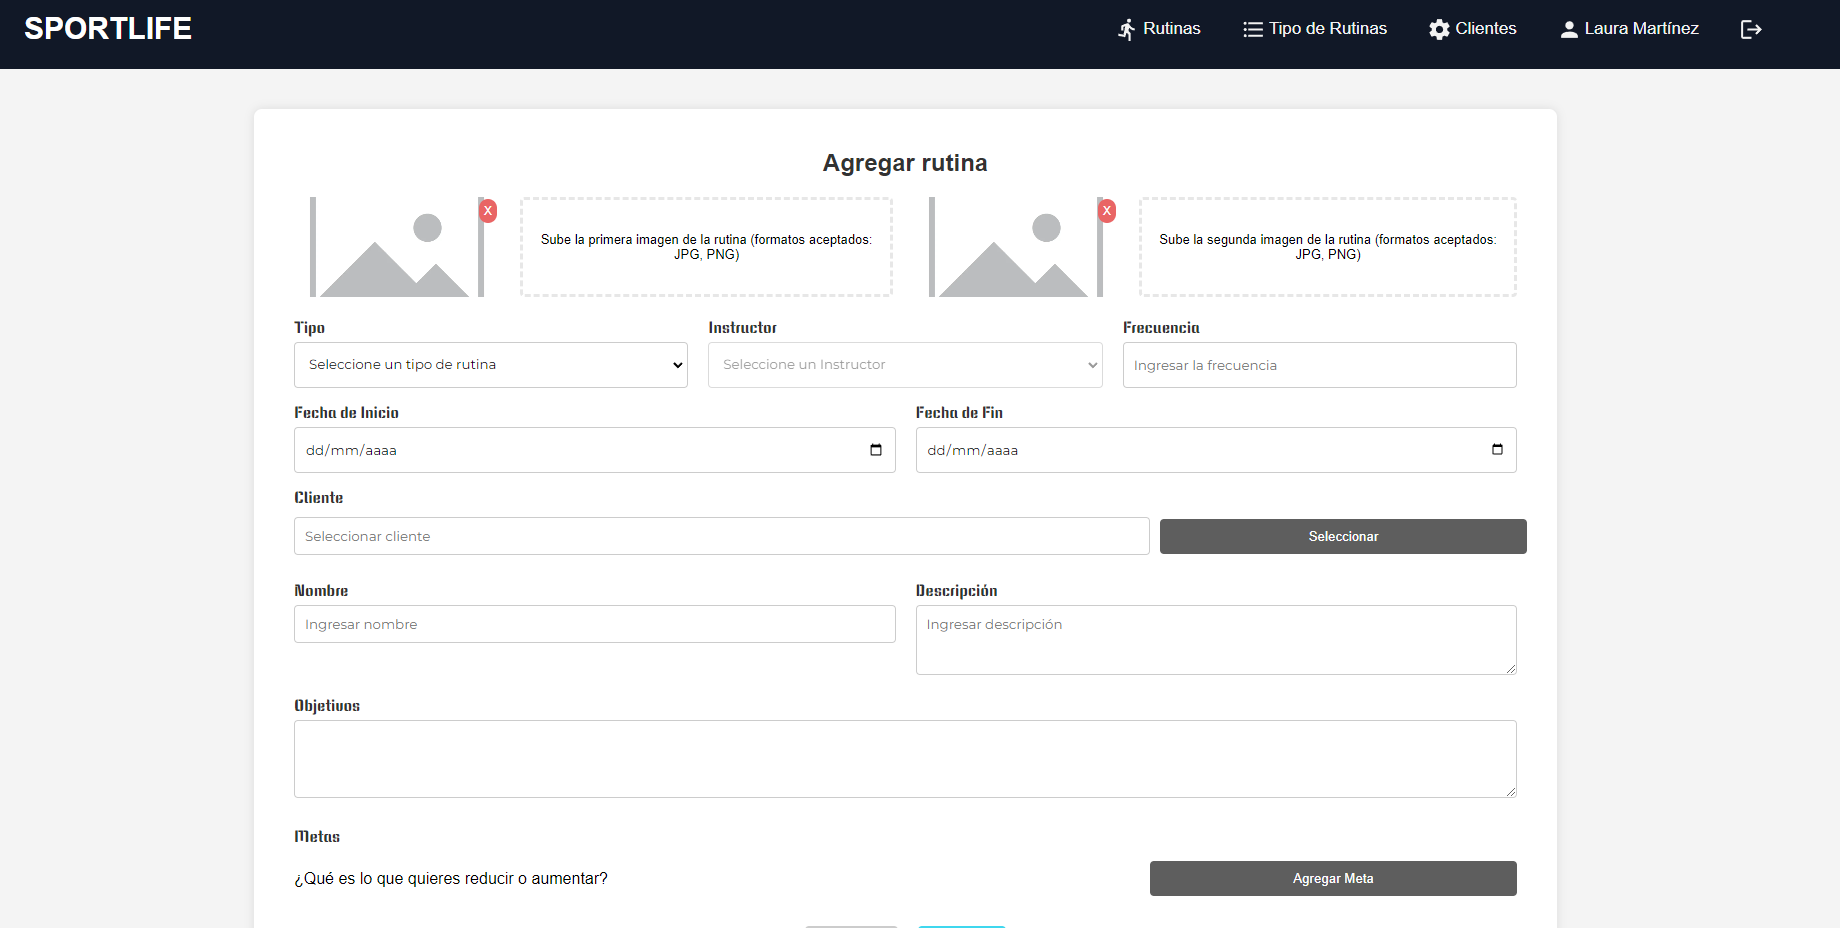 SPORTLIFE
Rutinas
Tipo de Rutinas
Clientes
Laura Martínez
Agregar rutina
X
Sube la primera imagen de la rutina (formatos aceptados:
JPG, PNG)
X
Sube la segunda imagen de la rutina (formatos aceptados:
JPG, PNG)
Tipo
Instructor
Frecuencia
Seleccione un tipo de rutina
Seleccione un Instructor
Ingresar la frecuencia
Fecha de Inicio
Fecha de Fin
dd/mm/aaaa
dd/mm/aaaa
Cliente
Seleccionar cliente
Seleccionar
Nombre
Descripción
Ingresar nombre
Ingresar descripción
Objetivos
Metas
¿Qué es lo que quieres reducir o aumentar?
Agregar Meta